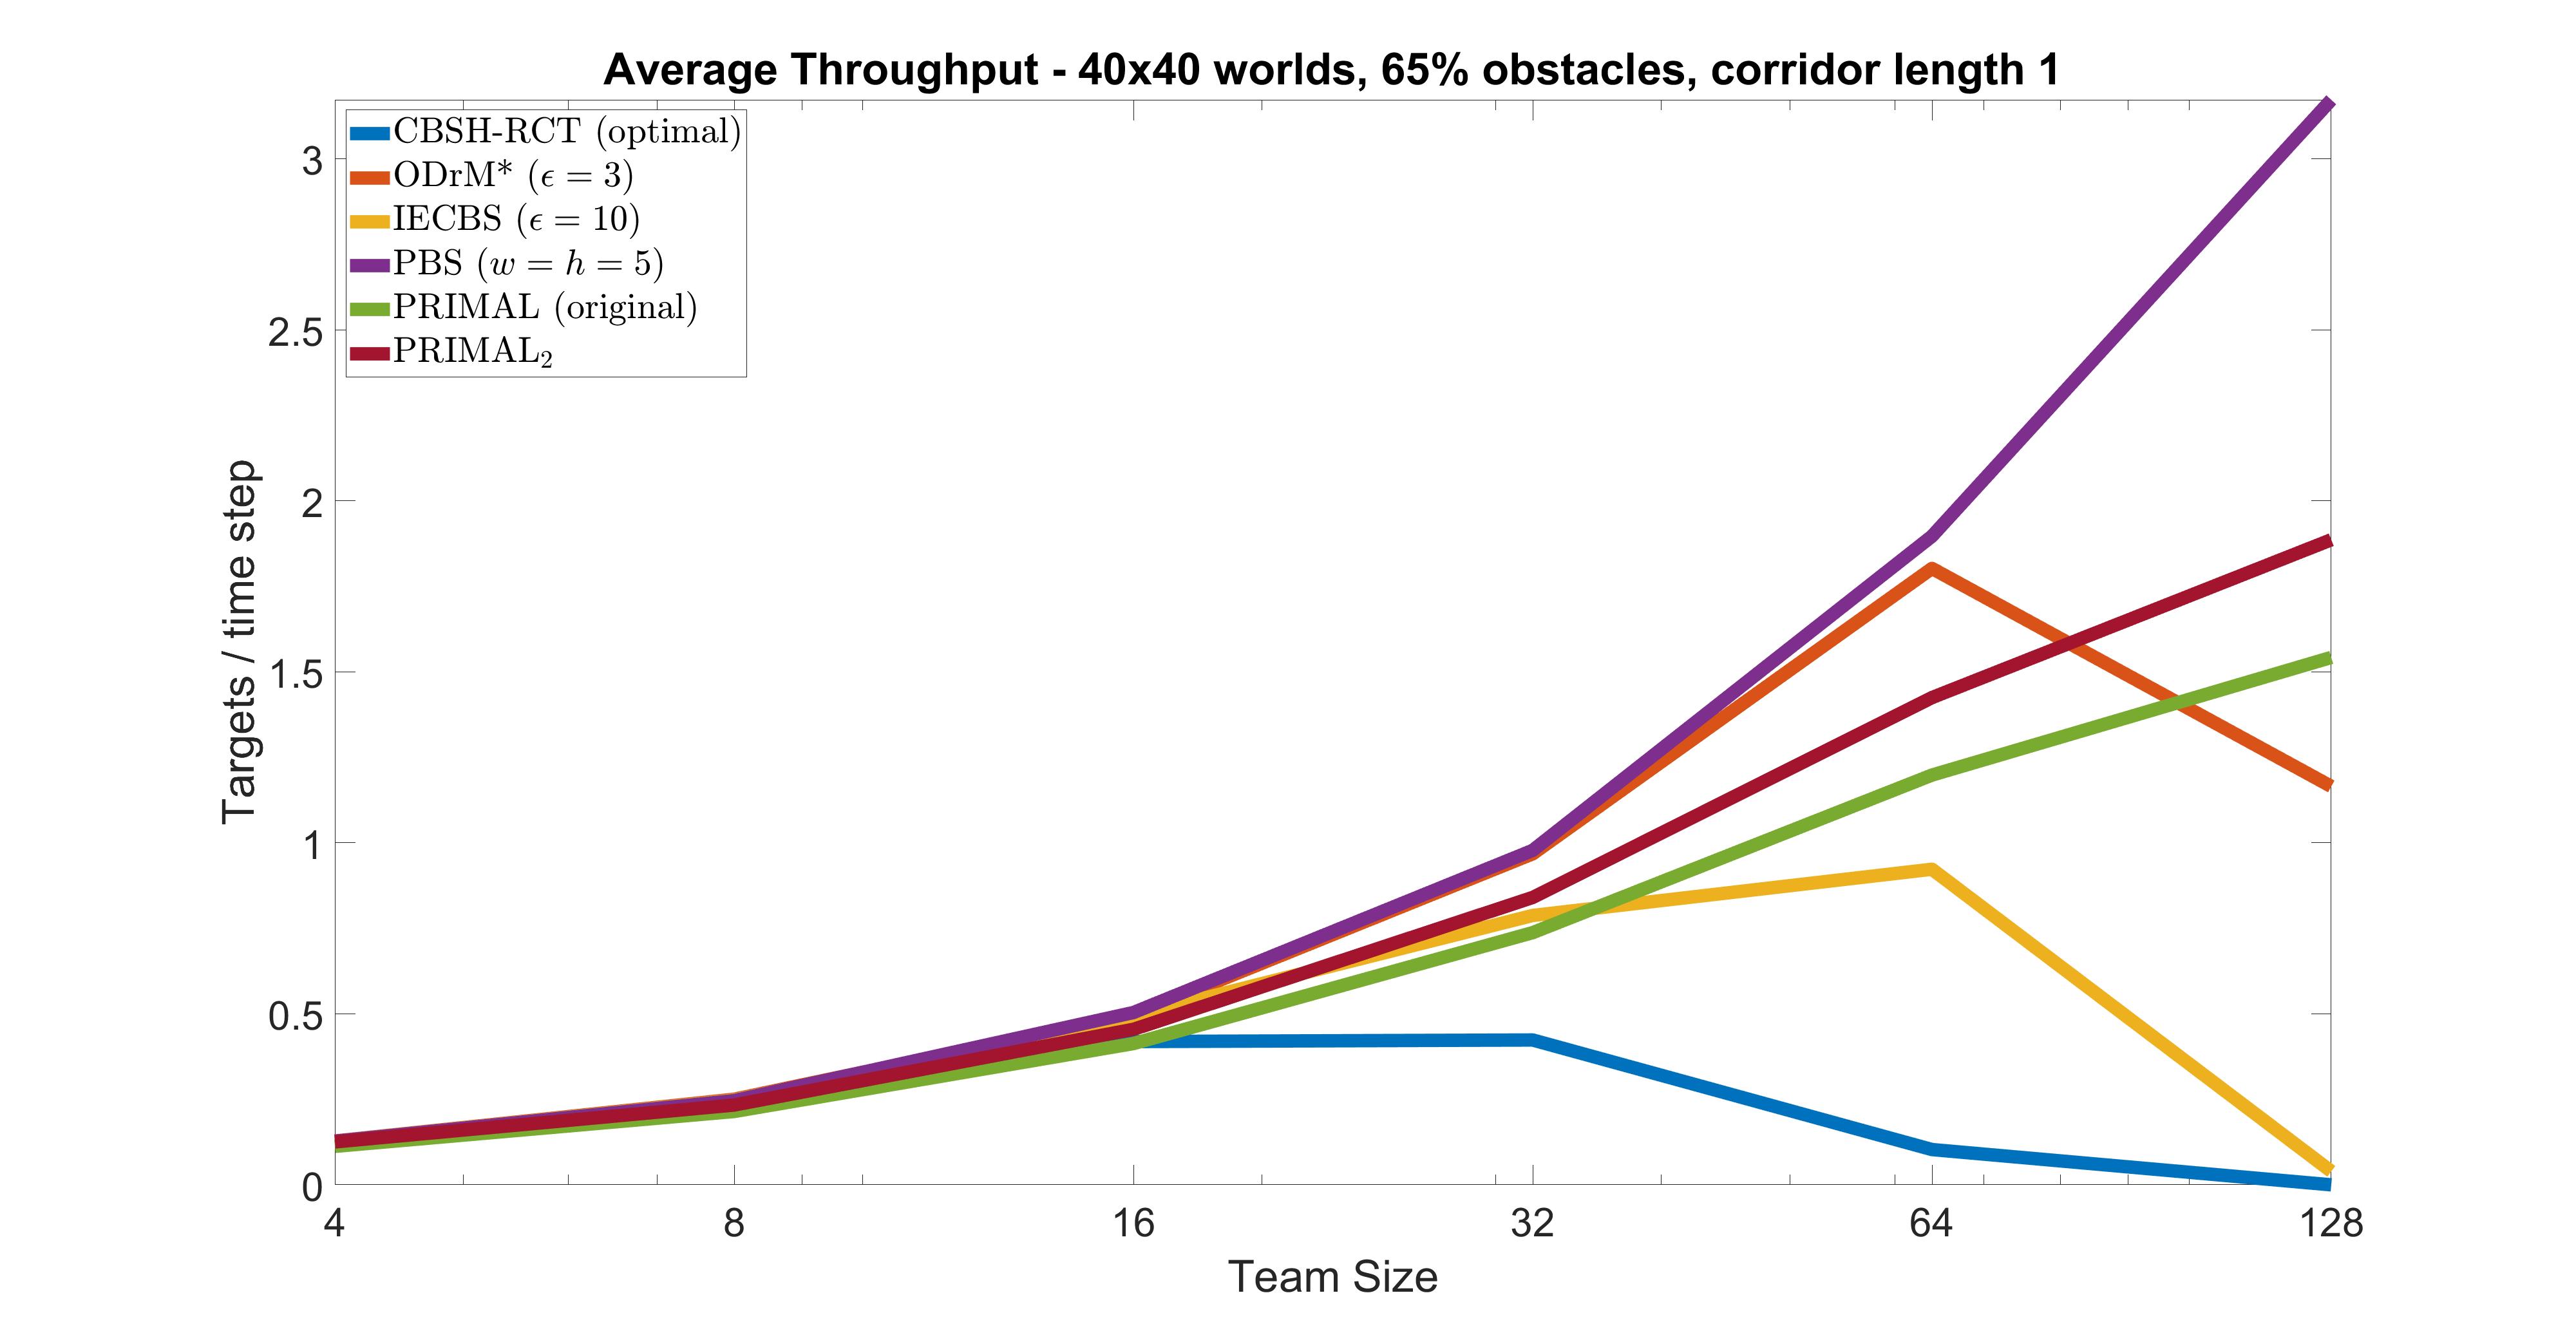 Average Throughput - 40x40 worlds, 65% obstacles, corridor length 1
CBSH-RCT (optimal)
ODrM* (ϵ = 3)
IECBS (ϵ = 10)
PBS (w = h = 5)
PRIMAL (original)
PRIMAL₂
Targets / time step
3
2.5
2
1.5
1
0.5
0
4 8 16 32 64 128
Team Size